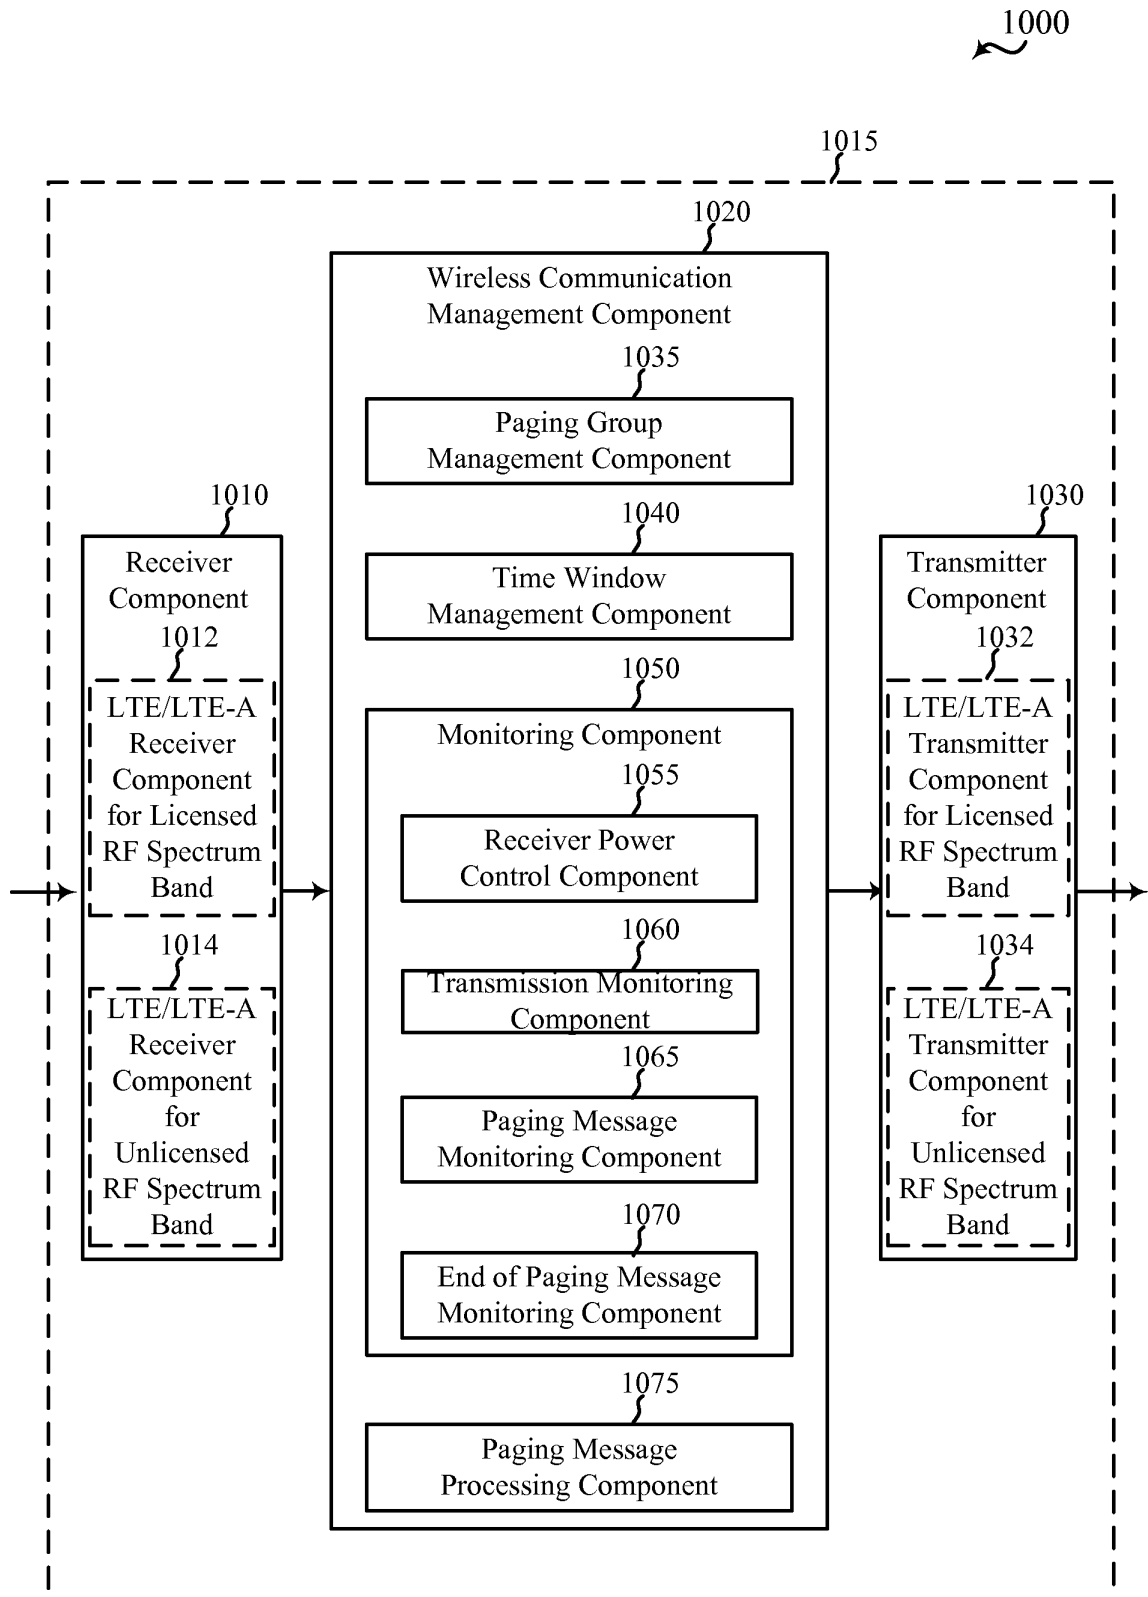 1000
1015
1020
Wireless Communication
Management Component
1035
Paging Group
Management Component
1040
Time Window
Management Component
1050
Monitoring Component
1055
Receiver Power
Control Component
1060
Transmission Monitoring
Component
1065
Paging Message
Monitoring Component
1070
End of Paging Message
Monitoring Component
1075
Paging Message
Processing Component
1010
Receiver
Component
1012
LTE/LTE-A
Receiver
Component
for Licensed
RF Spectrum
Band
1014
LTE/LTE-A
Receiver
Component
for
Unlicensed
RF Spectrum
Band
1030
Transmitter
Component
1032
LTE/LTE-A
Transmitter
Component
for Licensed
RF Spectrum
Band
1034
LTE/LTE-A
Transmitter
Component
for
Unlicensed
RF Spectrum
Band